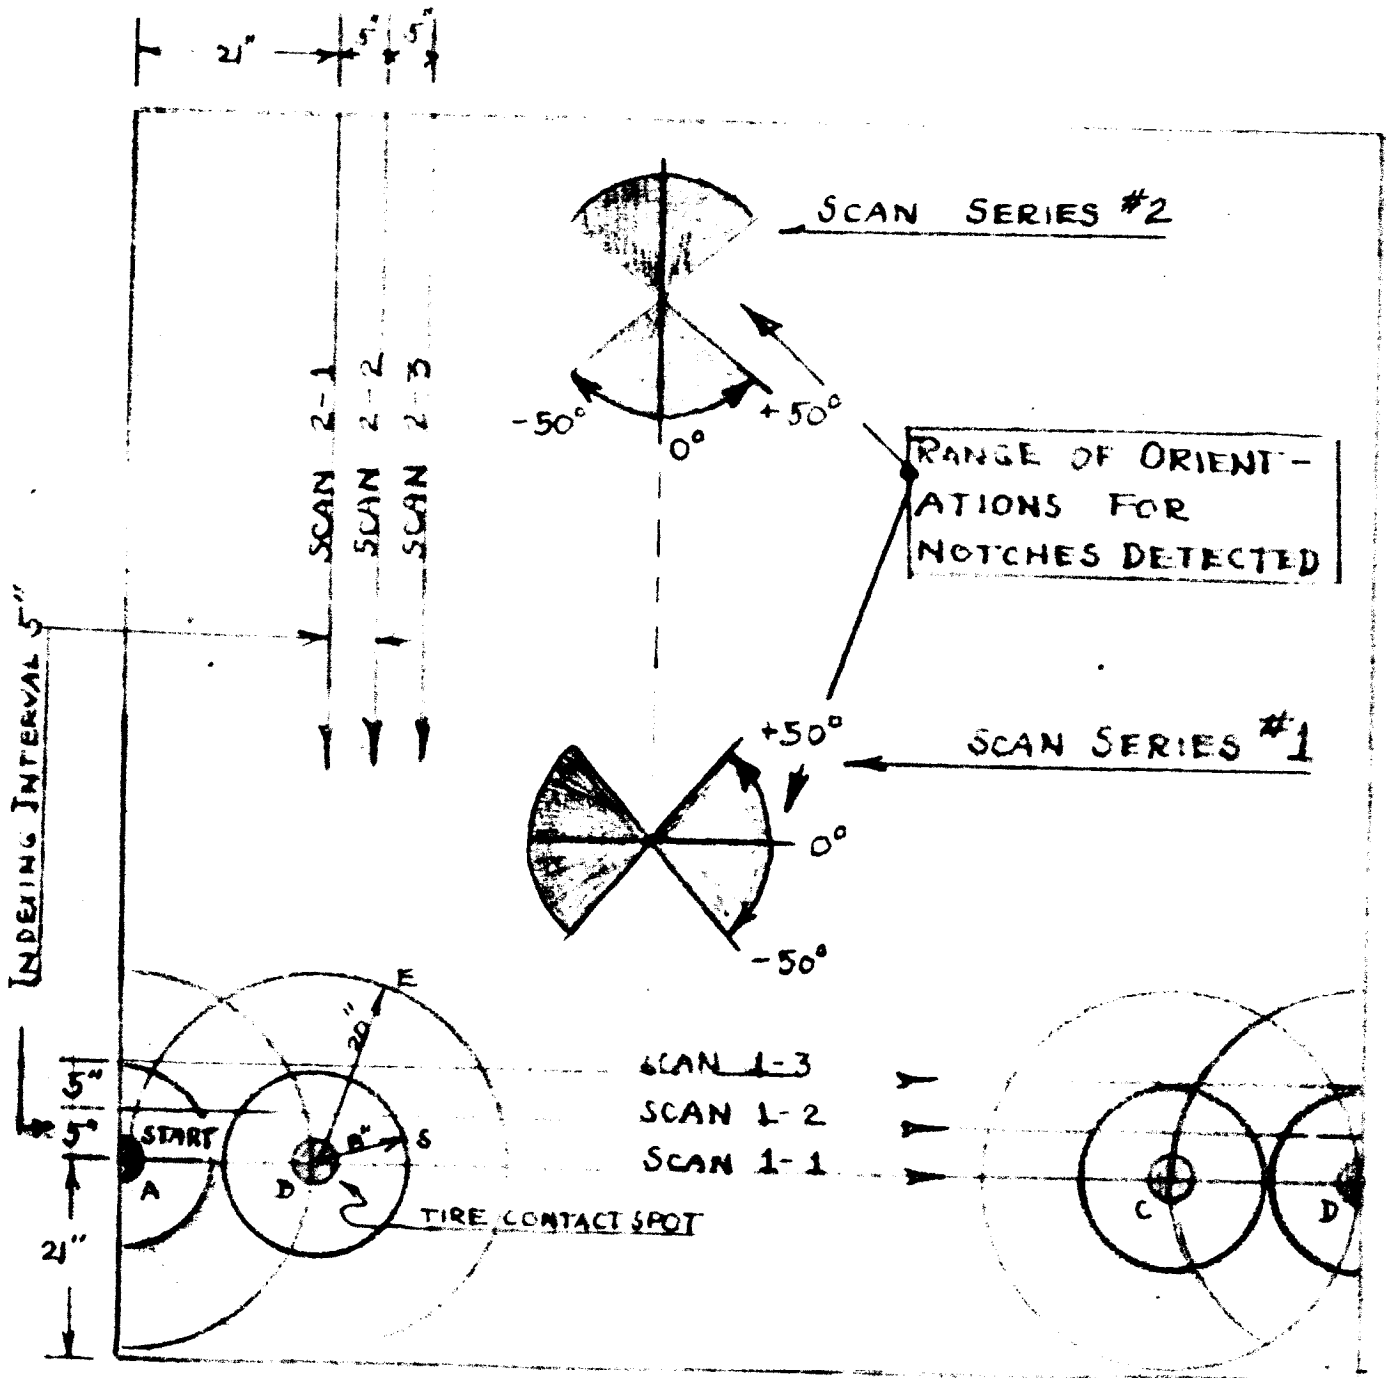 21"
5"
5"
SCAN SERIES #2
-50°
0°
+50°
RANGE OF ORIENT-
ATIONS FOR
NOTCHES DETECTED
SCAN 2-1
SCAN 2-2
SCAN 2-3
INDEXING INTERVAL 5"
SCAN SERIES #1
+50°
0°
-50°
E
20"
8"
S
START
A
D
TIRE CONTACT SPOT
5"
5"
21"
SCAN 1-3
SCAN 1-2
SCAN 1-1
C
D